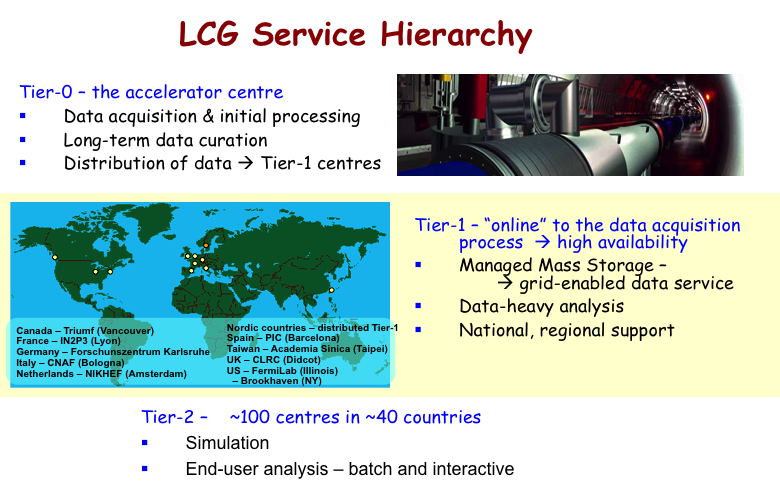 LCG Service Hierarchy
Tier-0 – the accelerator centre
▪ Data acquisition & initial processing
▪ Long-term data curation
▪ Distribution of data → Tier-1 centres
Canada – Triumf (Vancouver)
France – IN2P3 (Lyon)
Germany – Forschunszentrum Karlsruhe
Italy – CNAF (Bologna)
Netherlands – NIKHEF (Amsterdam)
Nordic countries – distributed Tier-1
Spain – PIC (Barcelona)
Taiwan – Academia Sinica (Taipei)
UK – CLRC (Didcot)
US – FermiLab (Illinois)
– Brookhaven (NY)
Tier-1 – “online” to the data acquisition
process → high availability
▪ Managed Mass Storage –
→ grid-enabled data service
▪ Data-heavy analysis
▪ National, regional support
Tier-2 – ~100 centres in ~40 countries
▪ Simulation
▪ End-user analysis – batch and interactive